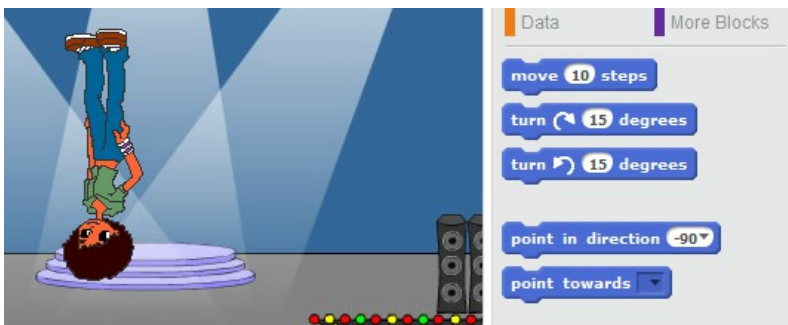 Data More Blocks
move 10 steps
turn 15 degrees
turn 15 degrees
point in direction -90
point towards